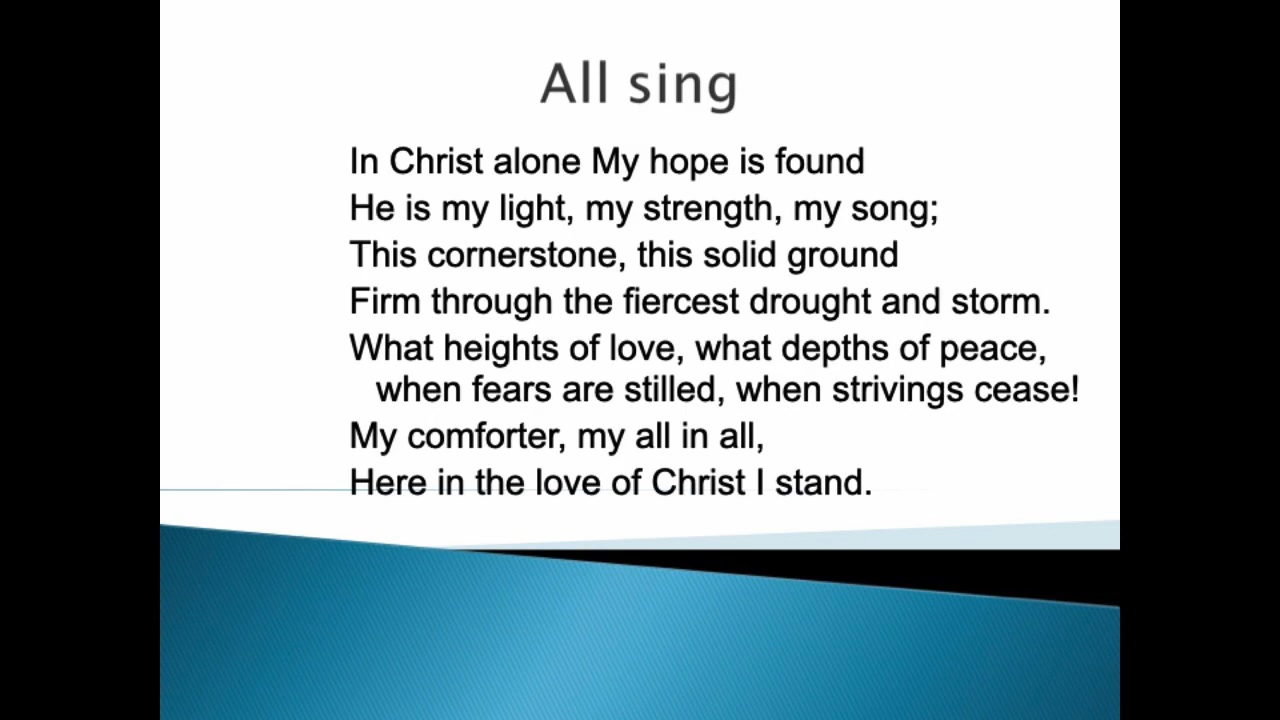 All sing
In Christ alone My hope is found
He is my light, my strength, my song;
This cornerstone, this solid ground
Firm through the fiercest drought and storm.
What heights of love, what depths of peace,
when fears are stilled, when strivings cease!
My comforter, my all in all,
Here in the love of Christ I stand.